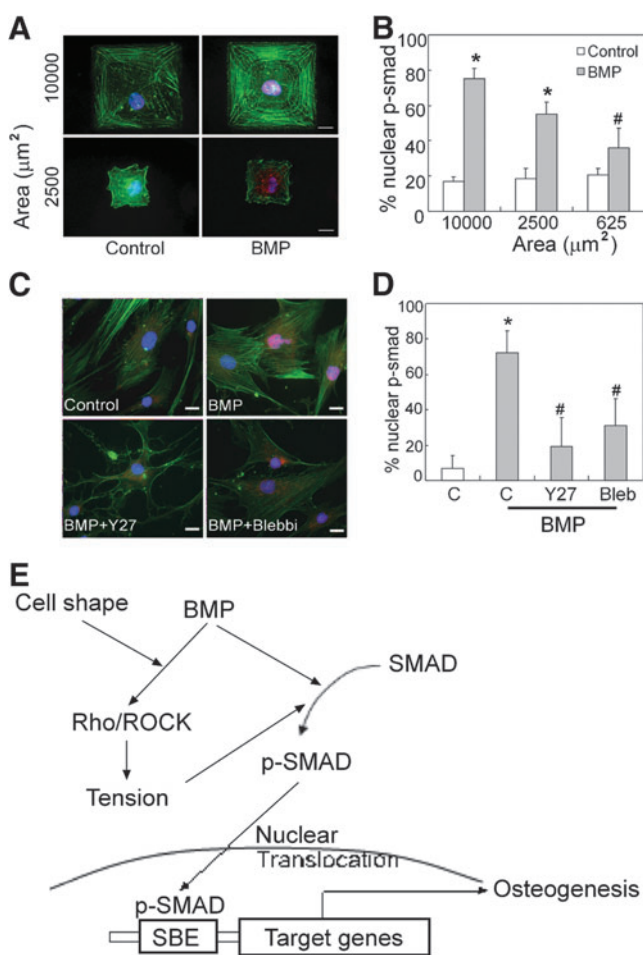 A
Area (μm²)
10000
2500
Control
BMP
B
% nuclear p-smad
100
80
60
40
20
0
Control
BMP
*
*
#
10000
2500
625
Area (μm²)
C
Control
BMP
BMP+Y27
BMP+Blebbi
D
% nuclear p-smad
100
80
60
40
20
0
*
#
#
C
C
Y27
Bleb
BMP
E
Cell shape
BMP
SMAD
Rho/ROCK
p-SMAD
Tension
Nuclear
Translocation
p-SMAD
Osteogenesis
SBE
Target genes